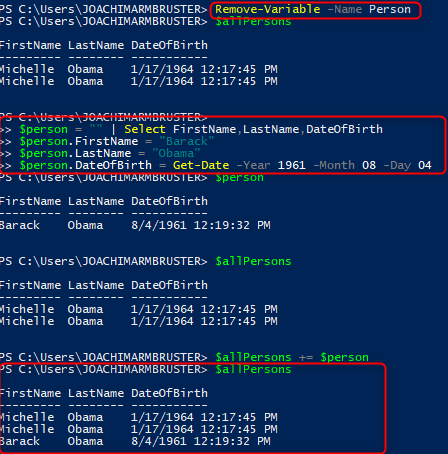 PS C:\Users\JOACHIMARMBRUSTER> Remove-Variable -Name Person
PS C:\Users\JOACHIMARMBRUSTER> $allPersons
FirstName LastName DateOfBirth
--------- -------- -----------
Michelle Obama 1/17/1964 12:17:45 PM
Michelle Obama 1/17/1964 12:17:45 PM
PS C:\Users\JOACHIMARMBRUSTER>
>> $person = "" | Select FirstName,LastName,DateOfBirth
>> $person.FirstName = "Barack"
>> $person.LastName = "Obama"
>> $person.DateOfBirth = Get-Date -Year 1961 -Month 08 -Day 04
PS C:\Users\JOACHIMARMBRUSTER> $person
FirstName LastName DateOfBirth
--------- -------- -----------
Barack Obama 8/4/1961 12:19:32 PM
PS C:\Users\JOACHIMARMBRUSTER> $allPersons
FirstName LastName DateOfBirth
--------- -------- -----------
Michelle Obama 1/17/1964 12:17:45 PM
Michelle Obama 1/17/1964 12:17:45 PM
PS C:\Users\JOACHIMARMBRUSTER> $allPersons += $person
PS C:\Users\JOACHIMARMBRUSTER> $allPersons
FirstName LastName DateOfBirth
--------- -------- -----------
Michelle Obama 1/17/1964 12:17:45 PM
Michelle Obama 1/17/1964 12:17:45 PM
Barack Obama 8/4/1961 12:19:32 PM